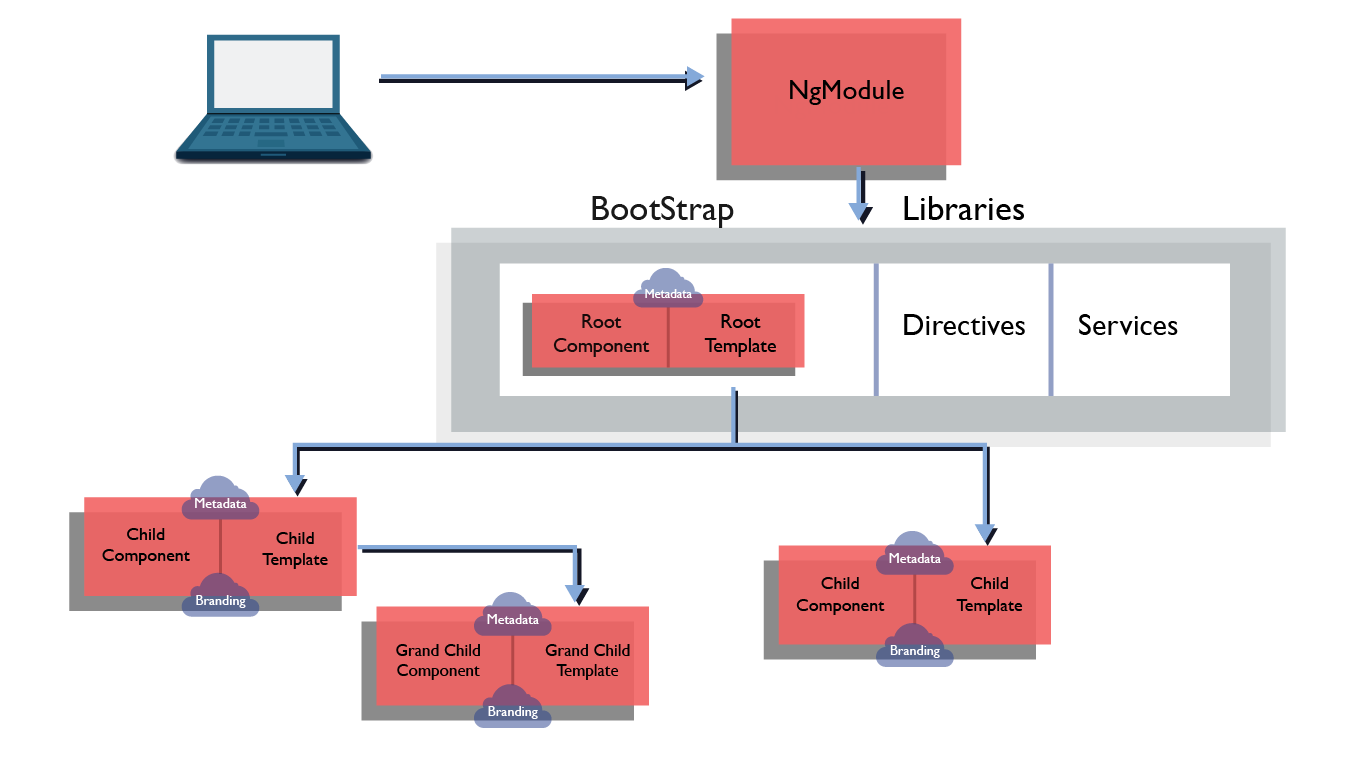 NgModule
BootStrap
Libraries
Metadata
Root
Component
Root
Template
Directives
Services
Metadata
Child
Component
Child
Template
Branding
Metadata
Grand Child
Component
Grand Child
Template
Branding
Metadata
Child
Component
Child
Template
Branding